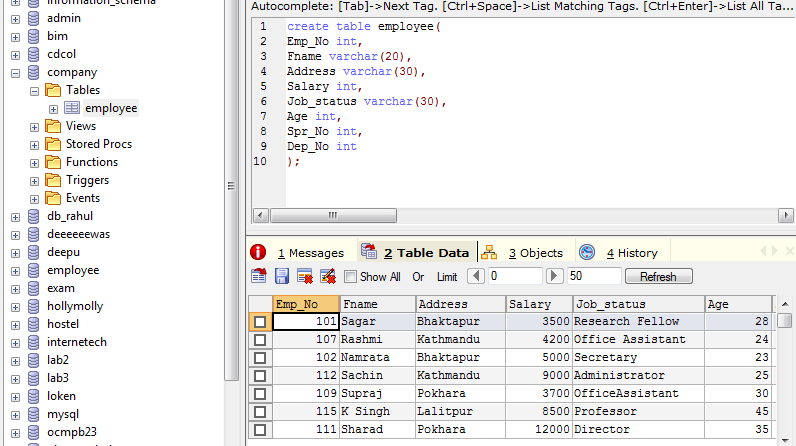 information_schema
admin
bim
cdcol
company
Tables
employee
Views
Stored Procs
Functions
Triggers
Events
db_rahul
deeeeeewas
deepu
employee
exam
hollymolly
hostel
internetech
lab2
lab3
loken
mysql
ocmpb23
Autocomplete: [Tab]->Next Tag. [Ctrl+Space]->List Matching Tags. [Ctrl+Enter]->List All Ta...
1 create table employee(
2 Emp_No int,
3 Fname varchar(20),
4 Address varchar(30),
5 Salary int,
6 Job_status varchar(30),
7 Age int,
8 Spr_No int,
9 Dep_No int
10 );
1 Messages 2 Table Data 3 Objects 4 History
Show All Or Limit 0 50 Refresh
Emp_No Fname Address Salary Job_status Age
101 Sagar Bhaktapur 3500 Research Fellow 28
107 Rashmi Kathmandu 4200 Office Assistant 24
102 Namrata Bhaktapur 5000 Secretary 23
112 Sachin Kathmandu 9000 Administrator 25
109 Supraj Pokhara 3700 OfficeAssistant 30
115 K Singh Lalitpur 8500 Professor 45
111 Sharad Pokhara 12000 Director 35